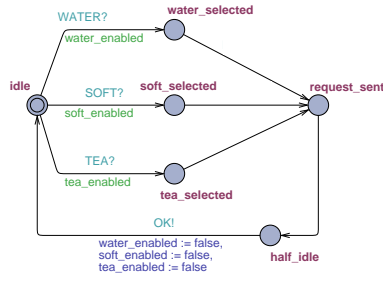 water_selected
WATER?
water_enabled
idle
SOFT?
soft_selected
request_sent
soft_enabled
TEA?
tea_enabled
tea_selected
OK!
water_enabled := false,
soft_enabled := false,
tea_enabled := false
half_idle